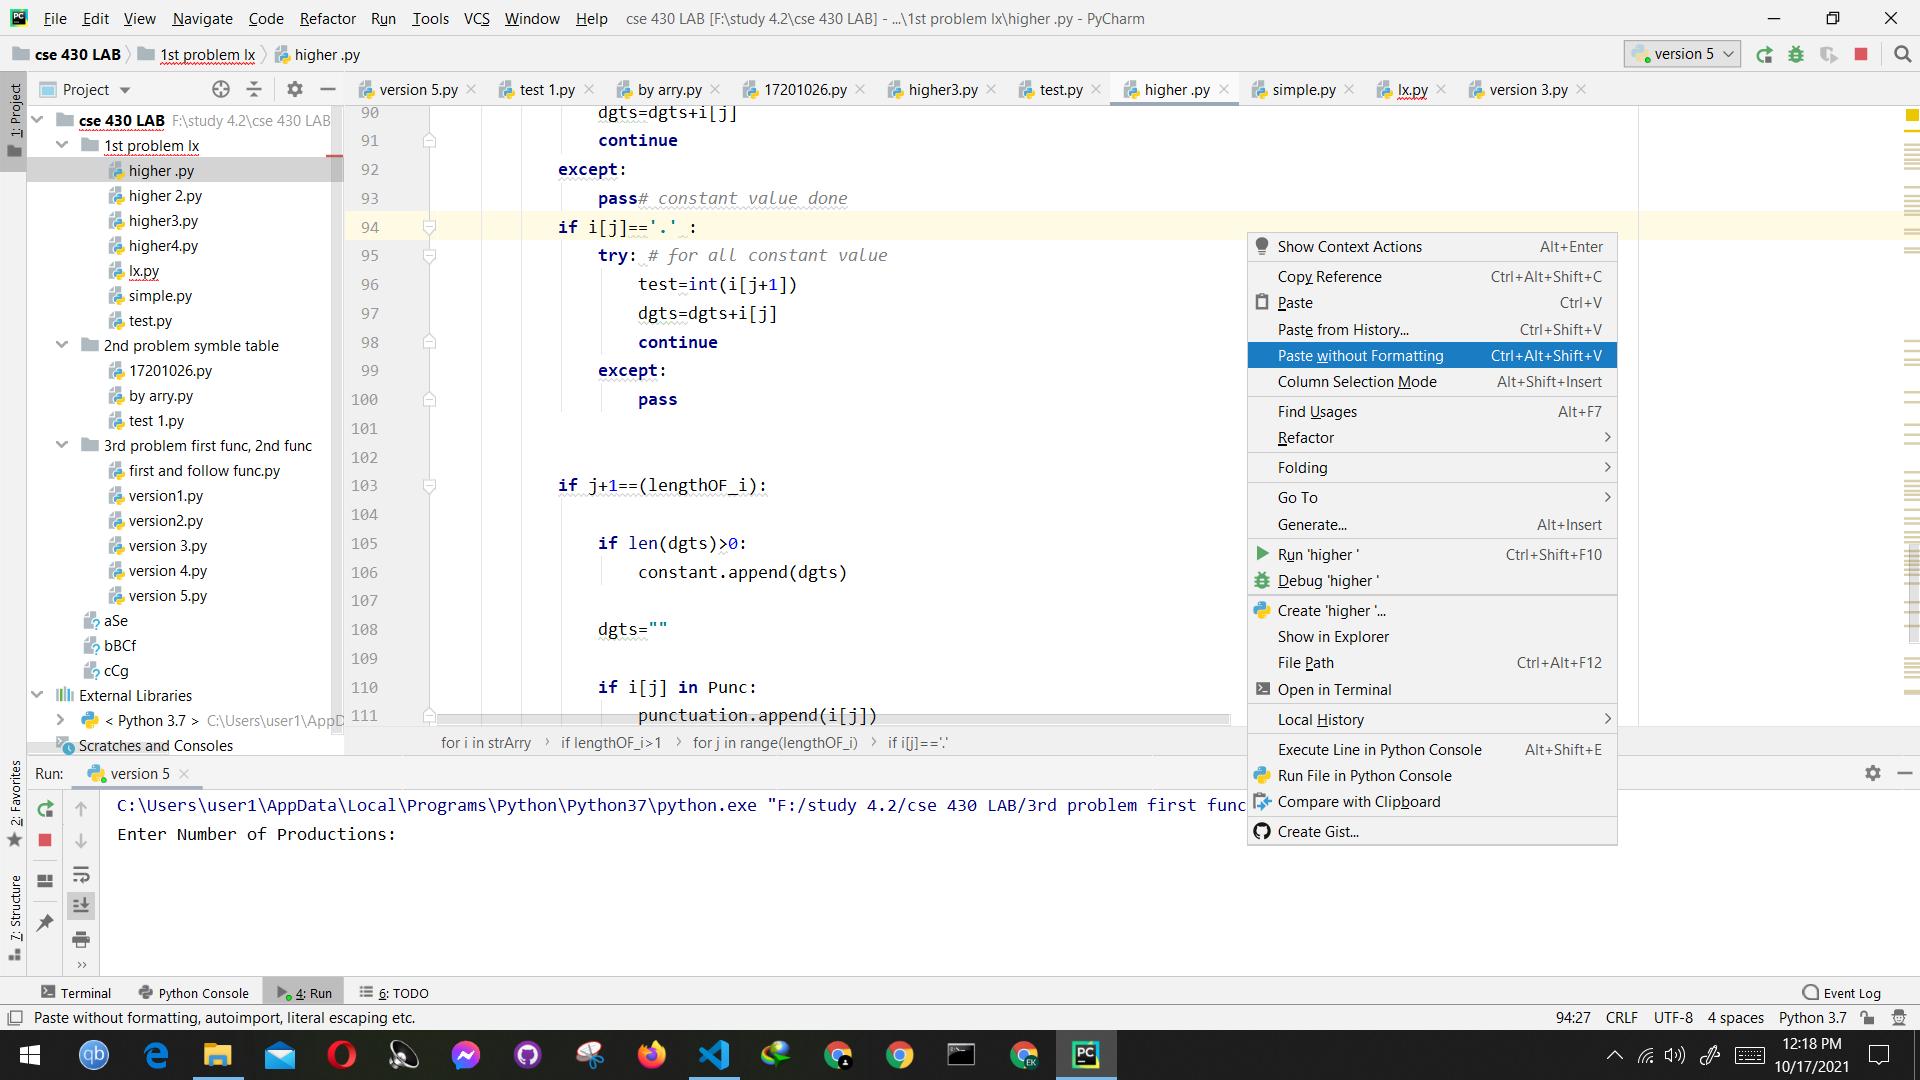 File Edit View Navigate Code Refactor Run Tools VCS Window Help cse 430 LAB [F:\study 4.2\cse 430 LAB] - ...\1st problem lx\higher .py - PyCharm
cse 430 LAB 1st problem lx higher .py version 5
Project version 5.py test 1.py by arry.py 17201026.py higher3.py test.py higher .py simple.py lx.py version 3.py
1: Project
cse 430 LAB F:\study 4.2\cse 430 LAB
1st problem lx
higher .py
higher 2.py
higher3.py
higher4.py
lx.py
simple.py
test.py
2nd problem symble table
17201026.py
by arry.py
test 1.py
3rd problem first func, 2nd func
first and follow func.py
version1.py
version2.py
version 3.py
version 4.py
version 5.py
aSe
bBCf
cCg
External Libraries
< Python 3.7 > C:\Users\user1\AppD
Scratches and Consoles
90 dgts=dgts+i[j]
91 continue
92 except:
93 pass# constant value done
94 if i[j]=='.' :
95 try: # for all constant value
96 test=int(i[j+1])
97 dgts=dgts+i[j]
98 continue
99 except:
100 pass
101
102
103 if j+1==(lengthOF_i):
104
105 if len(dgts)>0:
106 constant.append(dgts)
107
108 dgts=""
109
110 if i[j] in Punc:
111 punctuation.append(i[j])
for i in strArry › if lengthOF_i>1 › for j in range(lengthOF_i) › if i[j]=='.'
Show Context Actions Alt+Enter
Copy Reference Ctrl+Alt+Shift+C
Paste Ctrl+V
Paste from History... Ctrl+Shift+V
Paste without Formatting Ctrl+Alt+Shift+V
Column Selection Mode Alt+Shift+Insert
Find Usages Alt+F7
Refactor
Folding
Go To
Generate... Alt+Insert
Run 'higher ' Ctrl+Shift+F10
Debug 'higher '
Create 'higher '...
Show in Explorer
File Path Ctrl+Alt+F12
Open in Terminal
Local History
Execute Line in Python Console Alt+Shift+E
Run File in Python Console
Compare with Clipboard
Create Gist...
Run: version 5
C:\Users\user1\AppData\Local\Programs\Python\Python37\python.exe "F:/study 4.2/cse 430 LAB/3rd problem first func
Enter Number of Productions:
2: Favorites
7: Structure
Terminal Python Console 4: Run 6: TODO Event Log
Paste without formatting, autoimport, literal escaping etc. 94:27 CRLF UTF-8 4 spaces Python 3.7
12:18 PM
10/17/2021